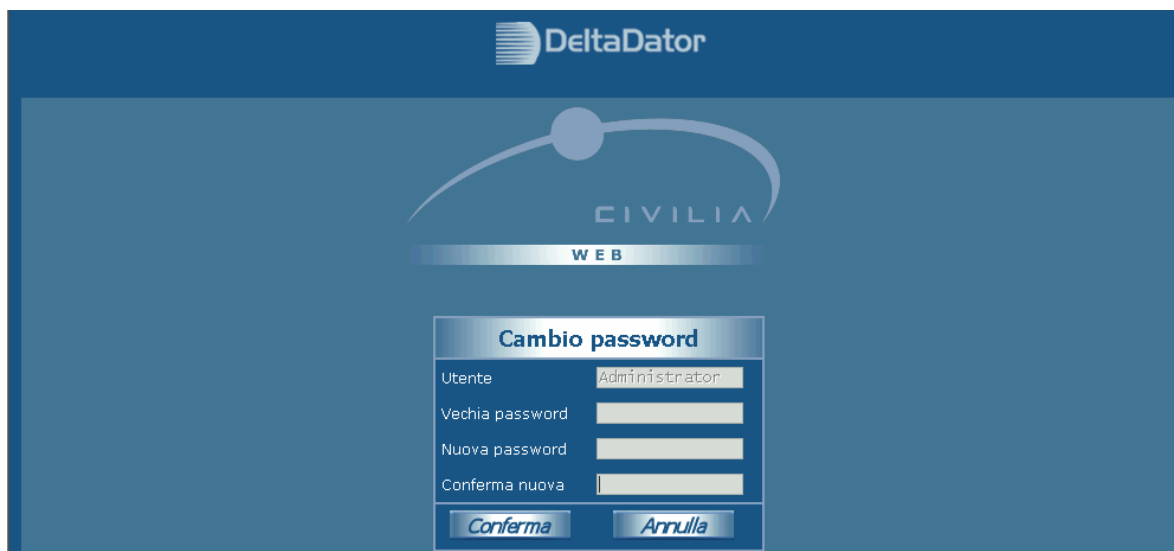 DeltaDator
CIVILIA
WEB
Cambio password
Utente Administrator
Vechia password
Nuova password
Conferma nuova
Conferma Annulla